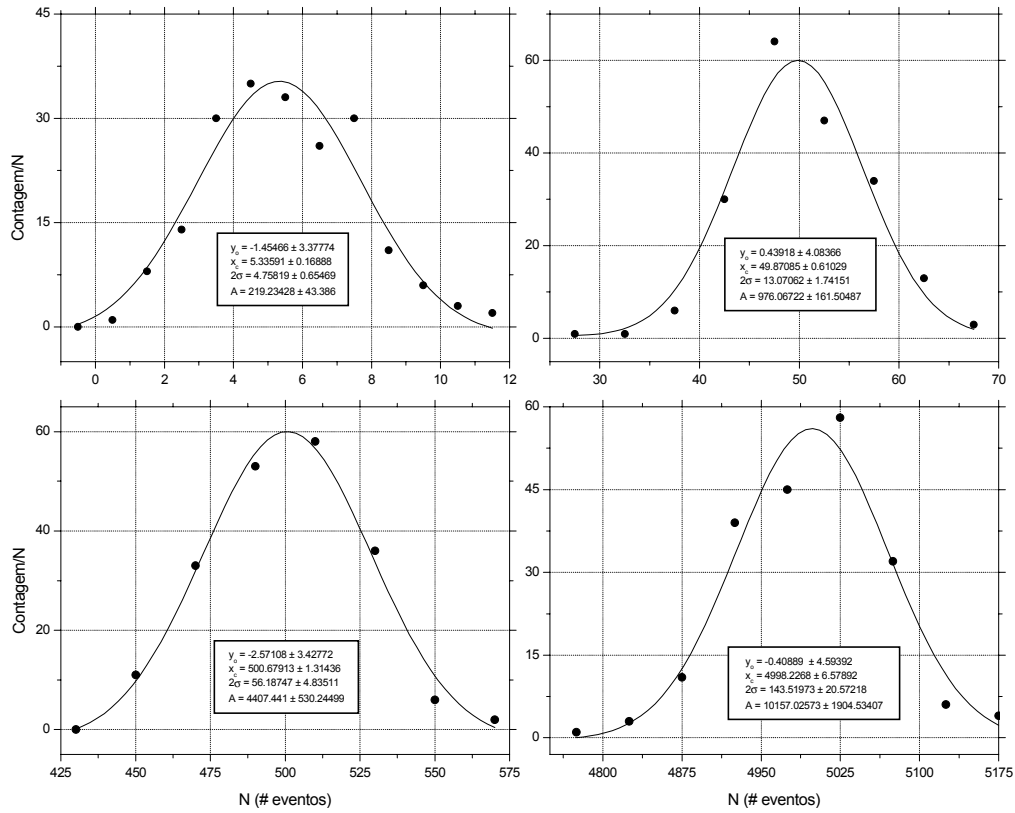 45
30
15
0
Contagem/N
y₀ = -1.45466 ± 3.37774
x_c = 5.33591 ± 0.16888
2σ = 4.75819 ± 0.65469
A = 219.23428 ± 43.386
0 2 4 6 8 10 12
60
40
20
0
y₀ = 0.43918 ± 4.08366
x_c = 49.87085 ± 0.61029
2σ = 13.07062 ± 1.74151
A = 976.06722 ± 161.50487
30 40 50 60 70
60
40
20
0
Contagem/N
y₀ = -2.57108 ± 3.42772
x_c = 500.67913 ± 1.31436
2σ = 56.18747 ± 4.83511
A = 4407.441 ± 530.24499
425 450 475 500 525 550 575
N (# eventos)
60
45
30
15
0
y₀ = -0.40889 ± 4.59392
x_c = 4998.2268 ± 6.57892
2σ = 143.51973 ± 20.57218
A = 10157.02573 ± 1904.53407
4800 4875 4950 5025 5100 5175
N (# eventos)